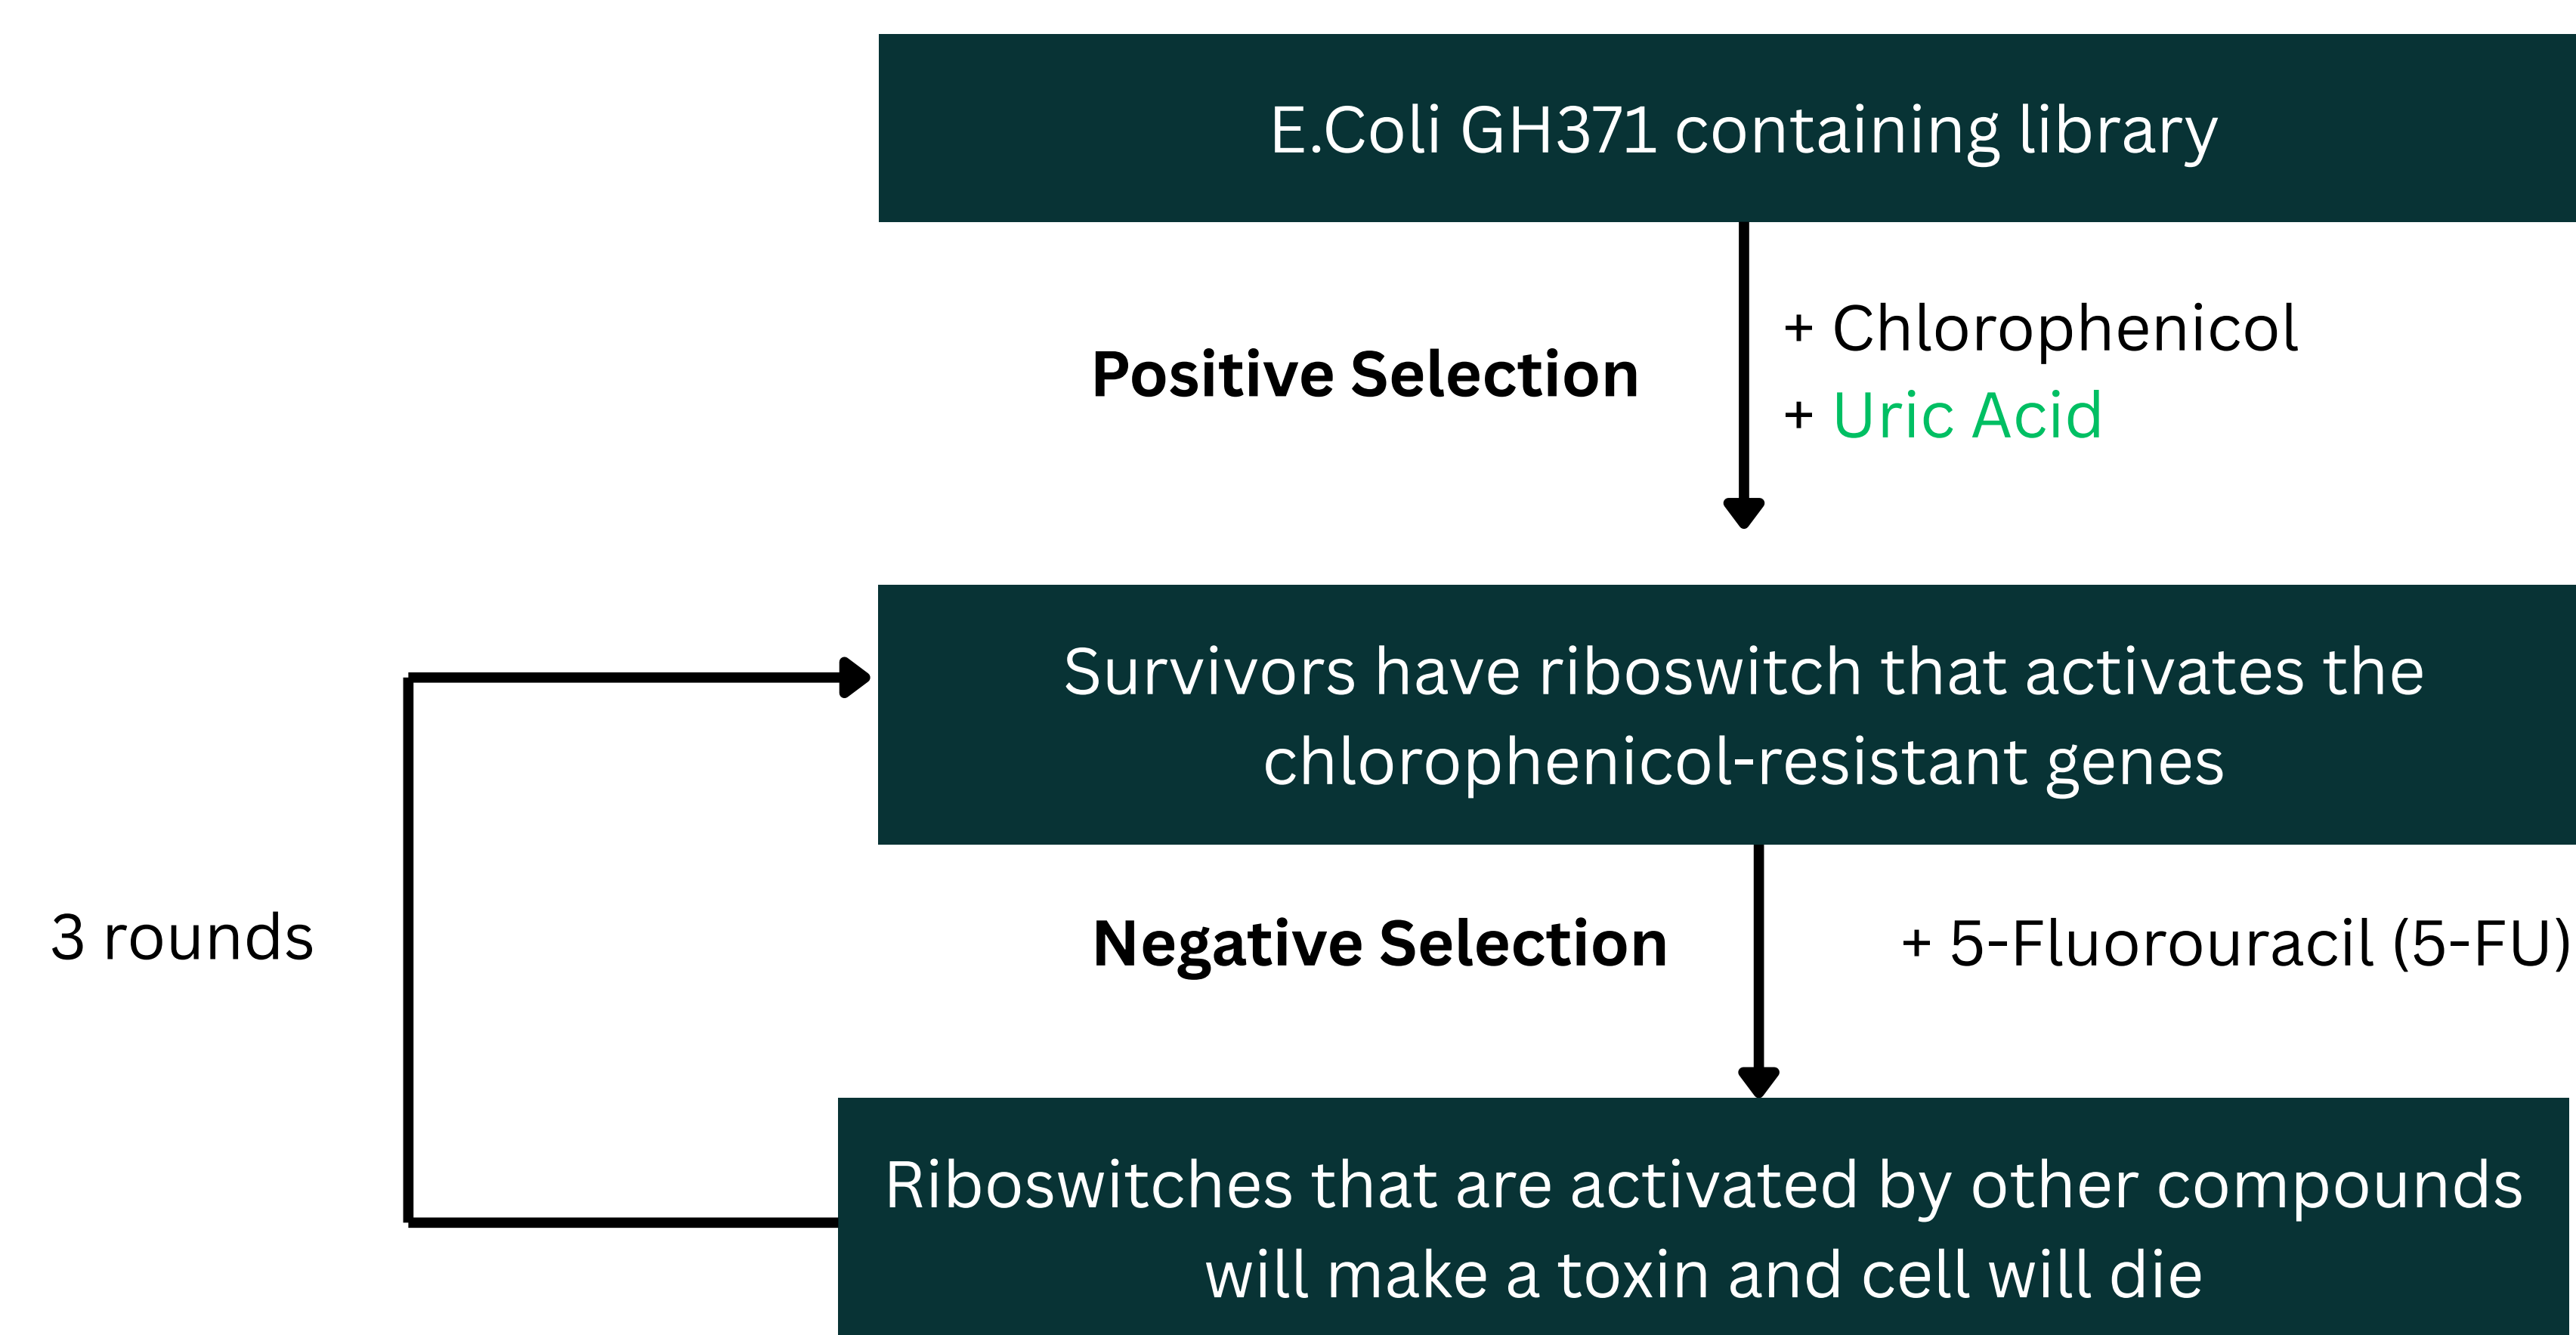 E.Coli GH371 containing library
Positive Selection
+ Chlorophenicol
+ Uric Acid
Survivors have riboswitch that activates the
chlorophenicol-resistant genes
3 rounds
Negative Selection
+ 5-Fluorouracil (5-FU)
Riboswitches that are activated by other compounds
will make a toxin and cell will die